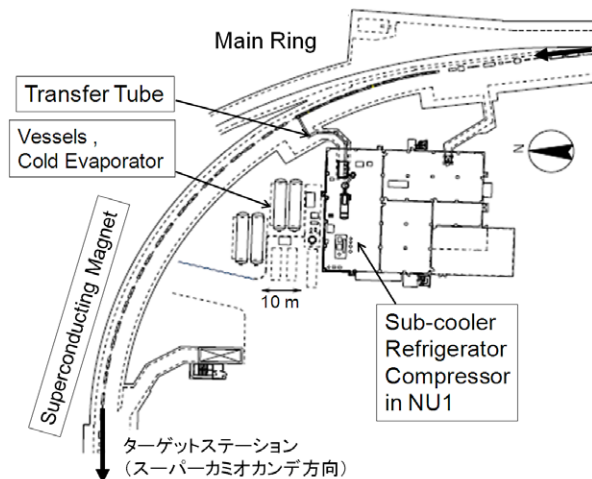 Main Ring
Transfer Tube
Vessels ,
Cold Evaporator
N
Superconducting Magnet
10 m
Sub-cooler
Refrigerator
Compressor
in NU1
ターゲットステーション
（スーパーカミオカンデ方向）